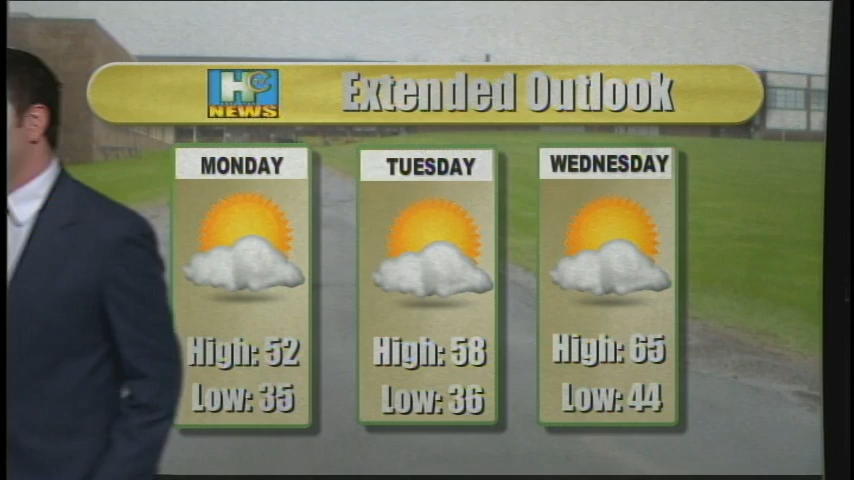 HC
NEWS
Extended Outlook
MONDAY
High: 52
Low: 35
TUESDAY
High: 58
Low: 36
WEDNESDAY
High: 65
Low: 44